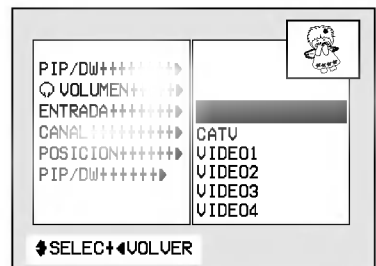 PIP/DW+++++++▶
VOLUMEN+++++▶
ENTRADA+++++++▶
CANAL+++++++++▶
POSICION++++++▶
PIP/DW++++++▶
CATV
VIDEO1
VIDEO2
VIDEO3
VIDEO4
♦SELEC+◀VOLVER